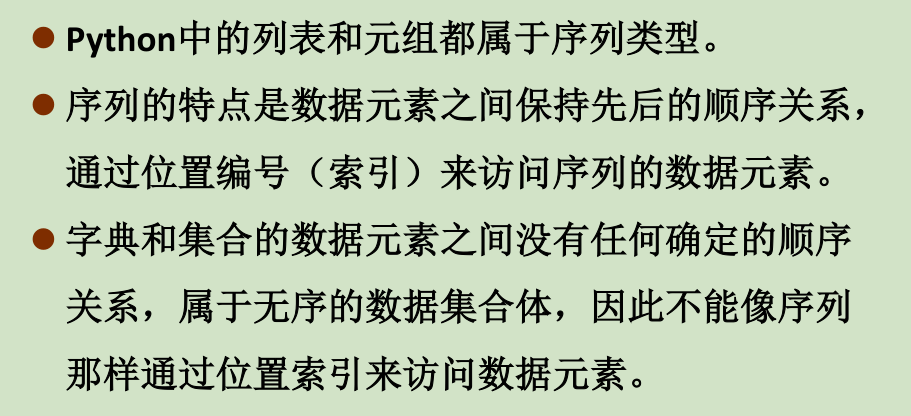 ● Python中的列表和元组都属于序列类型。
● 序列的特点是数据元素之间保持先后的顺序关系，
通过位置编号（索引）来访问序列的数据元素。
● 字典和集合的数据元素之间没有任何确定的顺序
关系，属于无序的数据集合体，因此不能像序列
那样通过位置索引来访问数据元素。